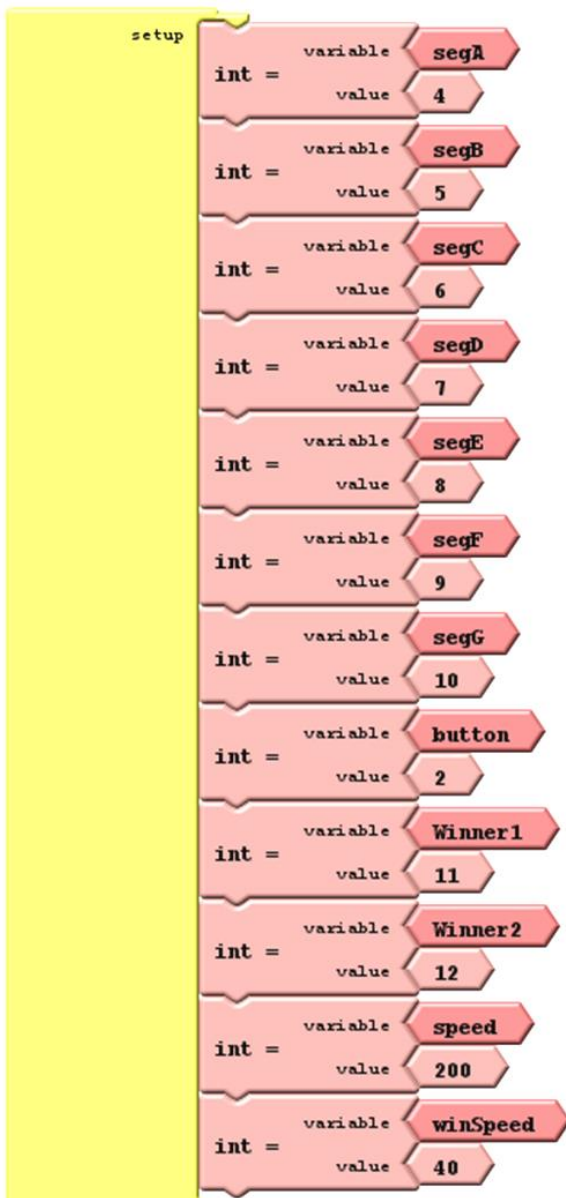 setup
int =
variable
segA
value
4
int =
variable
segB
value
5
int =
variable
segC
value
6
int =
variable
segD
value
7
int =
variable
segE
value
8
int =
variable
segF
value
9
int =
variable
segG
value
10
int =
variable
button
value
2
int =
variable
Winner1
value
11
int =
variable
Winner2
value
12
int =
variable
speed
value
200
int =
variable
winSpeed
value
40